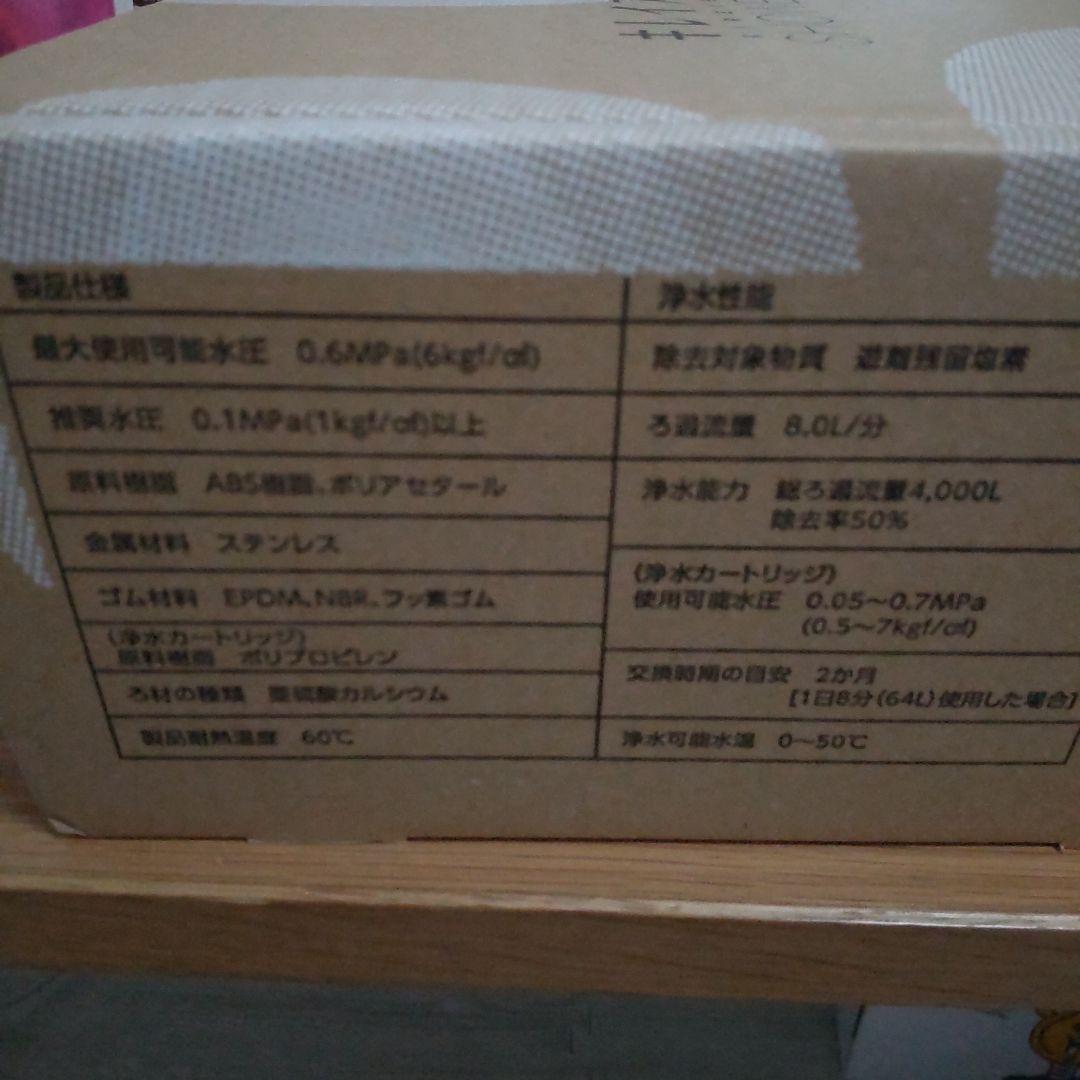 製品仕様
最大使用可能水圧 0.6MPa(6kgf/c㎡)
推奨水圧 0.1MPa(1kgf/c㎡)以上
原料樹脂 ABS樹脂、ポリアセタール
金属材料 ステンレス
ゴム材料 EPDM、NBR、フッ素ゴム
(浄水カートリッジ)
原料樹脂 ポリプロピレン
ろ材の種類 亜硫酸カルシウム
製品耐熱温度 60℃
浄水性能
除去対象物質 遊離残留塩素
ろ過流量 8.0L/分
浄水能力 総ろ過流量4,000L
除去率50%
(浄水カートリッジ)
使用可能水圧 0.05～0.7MPa
(0.5～7kgf/c㎡)
交換時期の目安 2か月
[1日8分(64L)使用した場合]
浄水可能水温 0～50℃